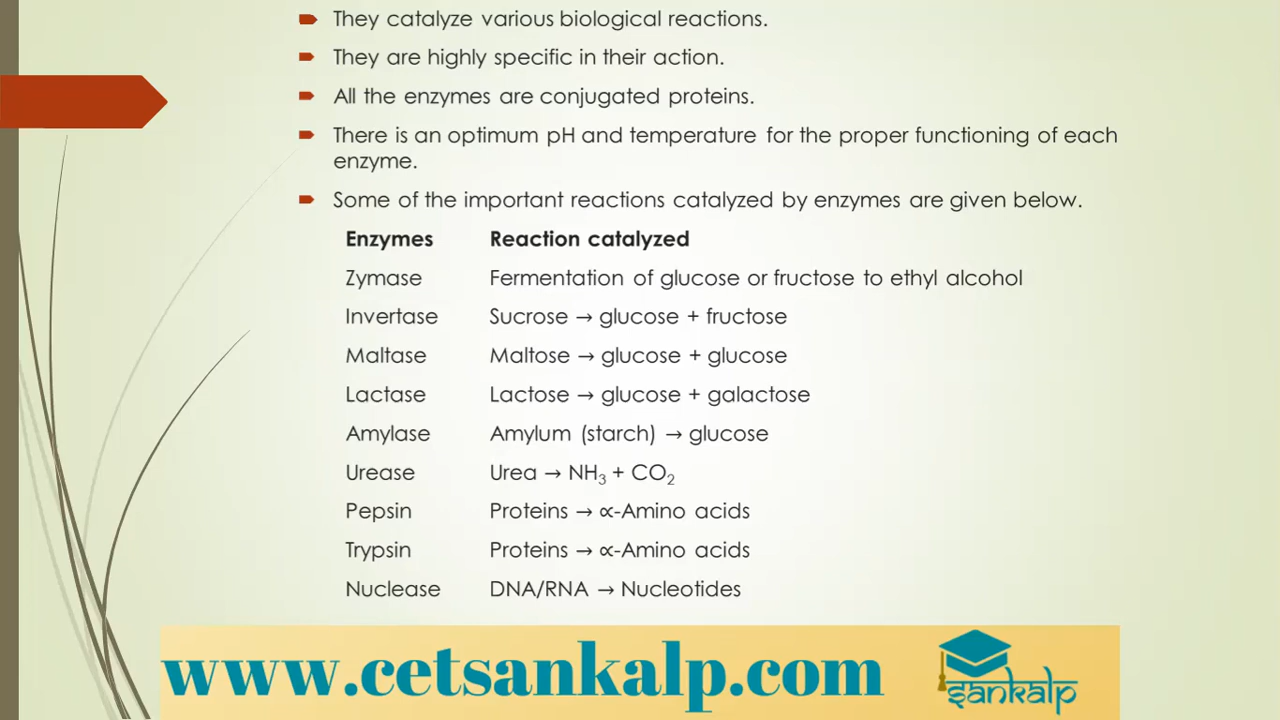 They catalyze various biological reactions.
They are highly specific in their action.
All the enzymes are conjugated proteins.
There is an optimum pH and temperature for the proper functioning of each
enzyme.
Some of the important reactions catalyzed by enzymes are given below.
Enzymes Reaction catalyzed
Zymase Fermentation of glucose or fructose to ethyl alcohol
Invertase Sucrose → glucose + fructose
Maltase Maltose → glucose + glucose
Lactase Lactose → glucose + galactose
Amylase Amylum (starch) → glucose
Urease Urea → NH₃ + CO₂
Pepsin Proteins → ∝-Amino acids
Trypsin Proteins → ∝-Amino acids
Nuclease DNA/RNA → Nucleotides
www.cetsankalp.com
sankalp